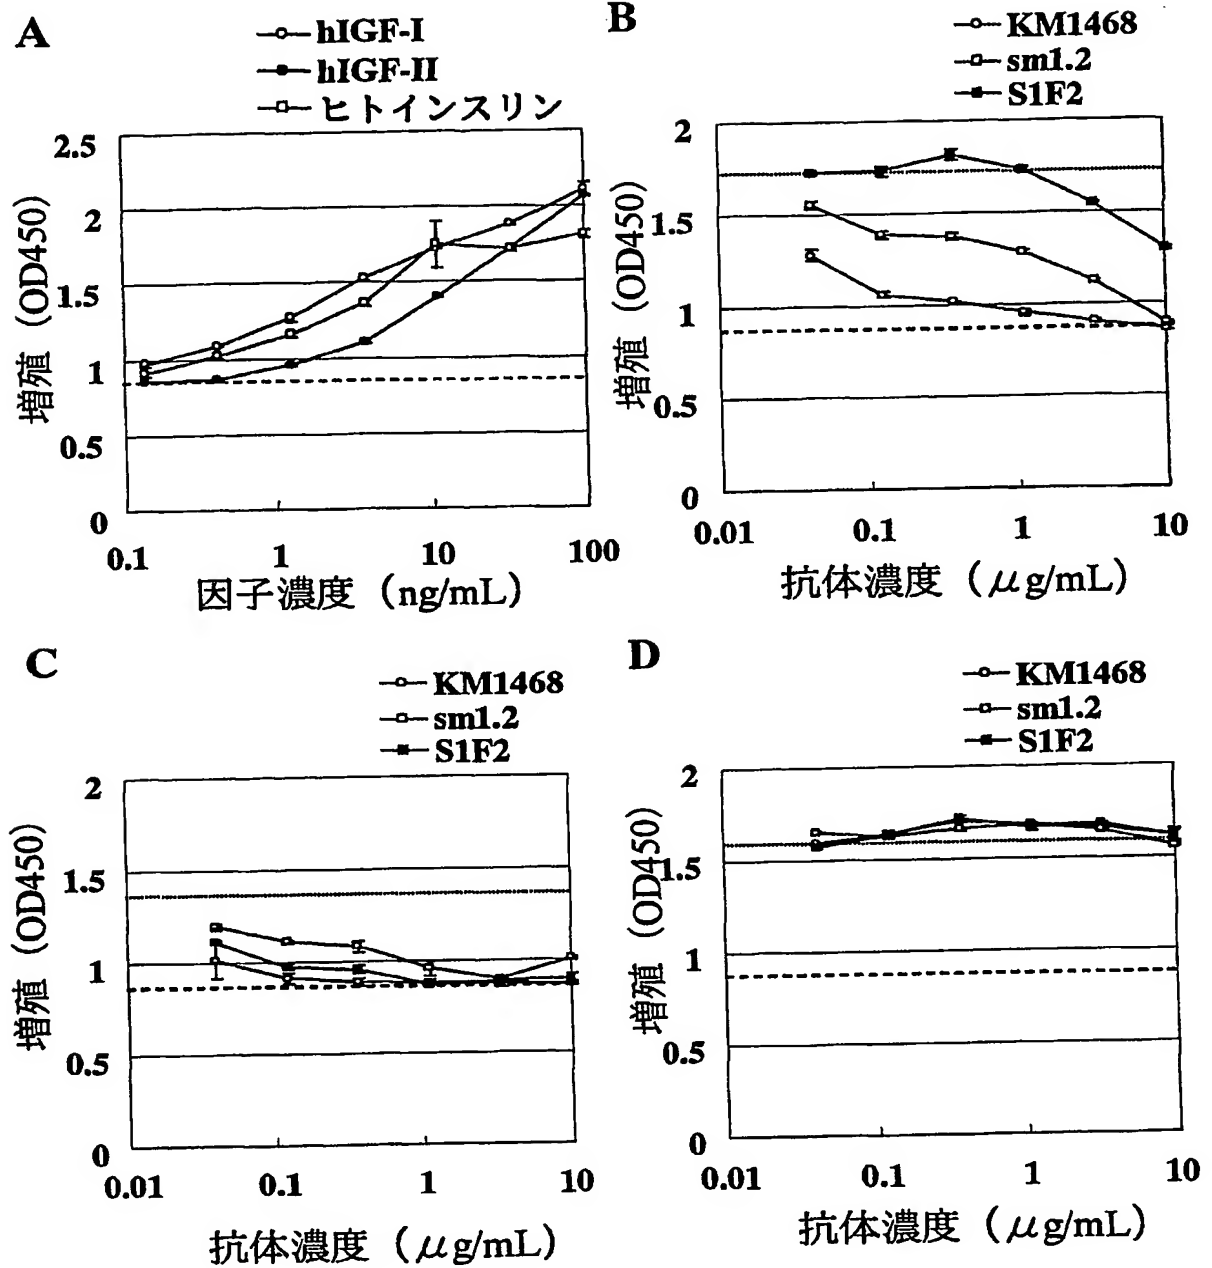 A
hIGF-I
hIGF-II
ヒトインスリン
2.5
2
1.5
1
0.5
0
増殖 (OD450)
0.1 1 10 100
因子濃度 (ng/mL)
B
KM1468
sm1.2
S1F2
2
1.5
1
0.5
0
増殖 (OD450)
0.01 0.1 1 10
抗体濃度 (μg/mL)
C
KM1468
sm1.2
S1F2
2
1.5
1
0.5
0
増殖 (OD450)
0.01 0.1 1 10
抗体濃度 (μg/mL)
D
KM1468
sm1.2
S1F2
2
1.5
1
0.5
0
増殖 (OD450)
0.01 0.1 1 10
抗体濃度 (μg/mL)